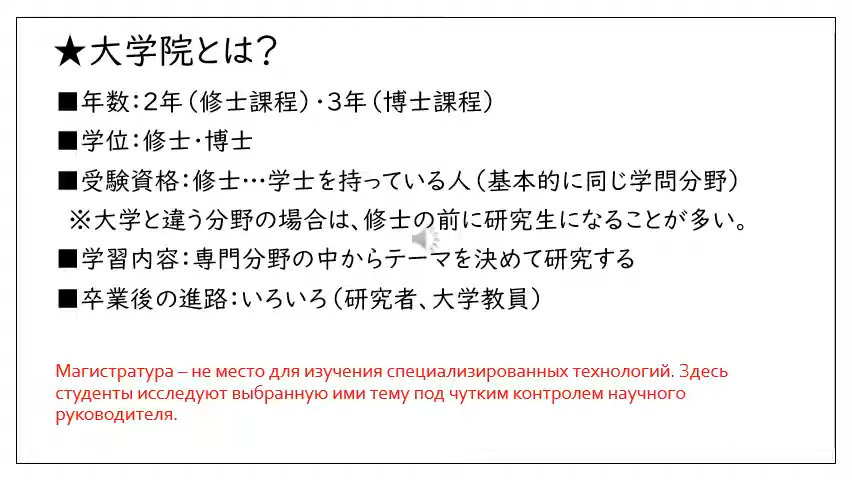 ★大学院とは？
■年数：２年（修士課程）・３年（博士課程）
■学位：修士・博士
■受験資格：修士…学士を持っている人（基本的に同じ学問分野）
※大学と違う分野の場合は、修士の前に研究生になることが多い。
■学習内容：専門分野の中からテーマを決めて研究する
■卒業後の進路：いろいろ（研究者、大学教員）
Магистратура – не место для изучения специализированных технологий. Здесь
студенты исследуют выбранную ими тему под чутким контролем научного
руководителя.